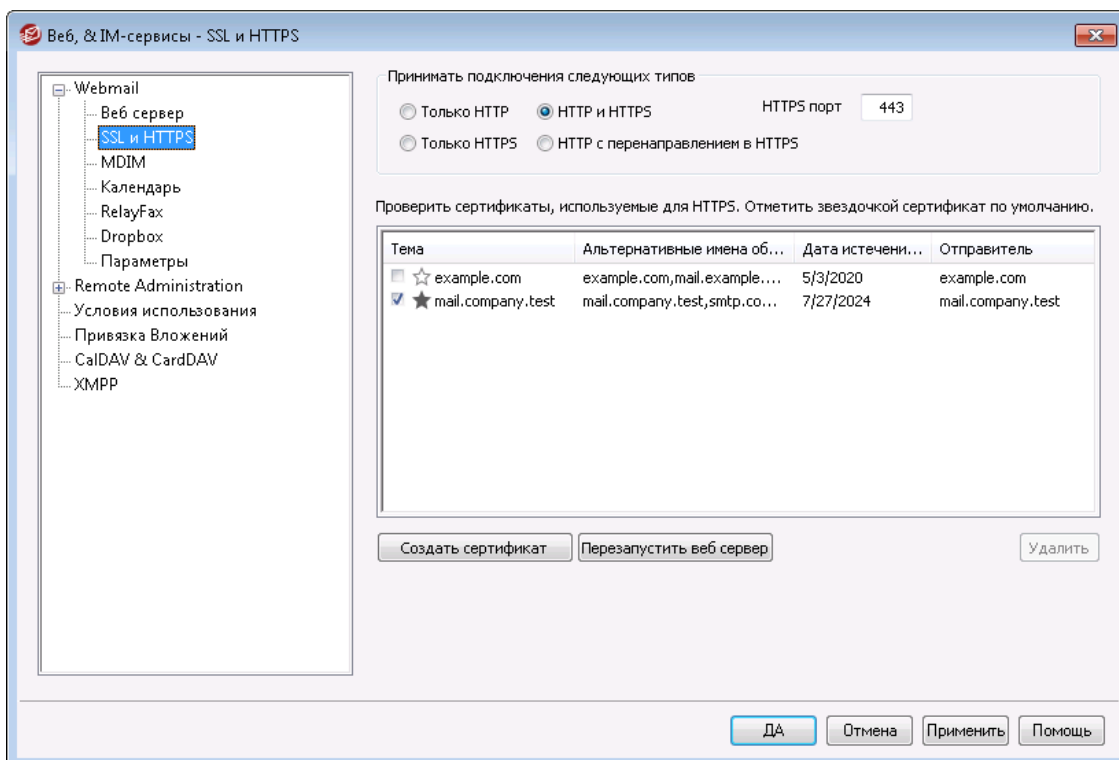 Веб, & IM-сервисы - SSL и HTTPS
Webmail
Веб сервер
SSL и HTTPS
MDIM
Календарь
RelayFax
Dropbox
Параметры
Remote Administration
Условия использования
Привязка Вложений
CalDAV & CardDAV
XMPP
Принимать подключения следующих типов
Только HTTP HTTP и HTTPS HTTPS порт 443
Только HTTPS HTTP с перенаправлением в HTTPS
Проверить сертификаты, используемые для HTTPS. Отметить звездочкой сертификат по умолчанию.
Тема Альтернативные имена об... Дата истечени... Отправитель
example.com example.com,mail.example.... 5/3/2020 example.com
mail.company.test mail.company.test,smtp.co... 7/27/2024 mail.company.test
Создать сертификат Перезапустить веб сервер Удалить
ДА Отмена Применить Помощь